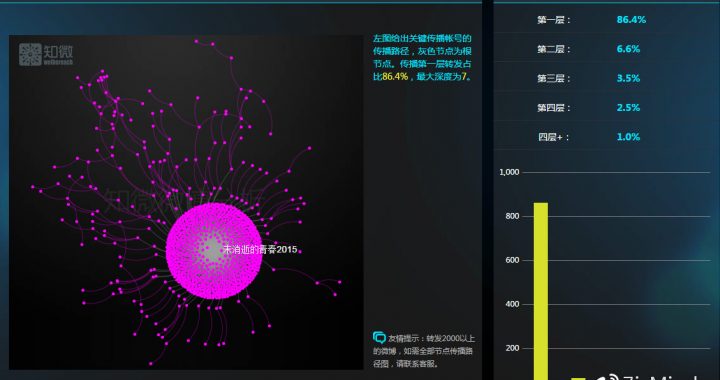 知微
weiboreach
未消逝的青春2015
左图给出关键传播帐号的
传播路径，灰色节点为根
节点。传播第一层转发占
比86.4%，最大深度为7。
友情提示：转发2000以上
的微博，如需全部节点传播路
径图，请联系客服。
第一层： 86.4%
第二层： 6.6%
第三层： 3.5%
第四层： 2.5%
四层+： 1.0%
1,000
800
600
400
200